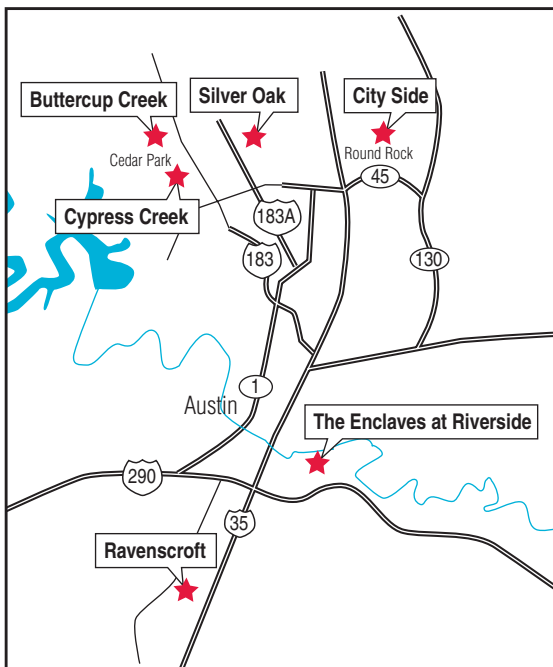 Buttercup Creek
Silver Oak
City Side
Cedar Park
Round Rock
Cypress Creek
45
183A
183
130
1
Austin
The Enclaves at Riverside
290
35
Ravenscroft